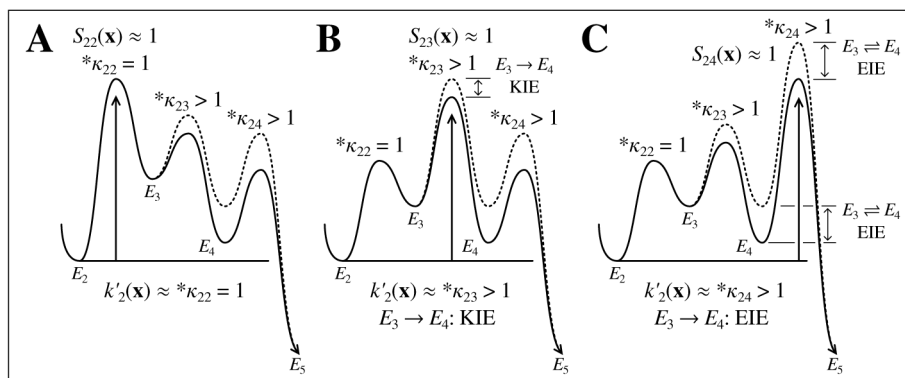 A
S₂₂(x) ≈ 1
*κ₂₂ = 1
*κ₂₃ > 1
*κ₂₄ > 1
E₃
E₄
E₂
k′₂(x) ≈ *κ₂₂ = 1
E₅
B
S₂₃(x) ≈ 1
*κ₂₃ > 1
E₃ → E₄
KIE
*κ₂₄ > 1
*κ₂₂ = 1
E₃
E₄
E₂
k′₂(x) ≈ *κ₂₃ > 1
E₃ → E₄: KIE
E₅
C
*κ₂₄ > 1
S₂₄(x) ≈ 1
E₃ ⇌ E₄
EIE
*κ₂₃ > 1
*κ₂₂ = 1
E₃
E₄
E₃ ⇌ E₄
EIE
E₂
k′₂(x) ≈ *κ₂₄ > 1
E₃ → E₄: EIE
E₅